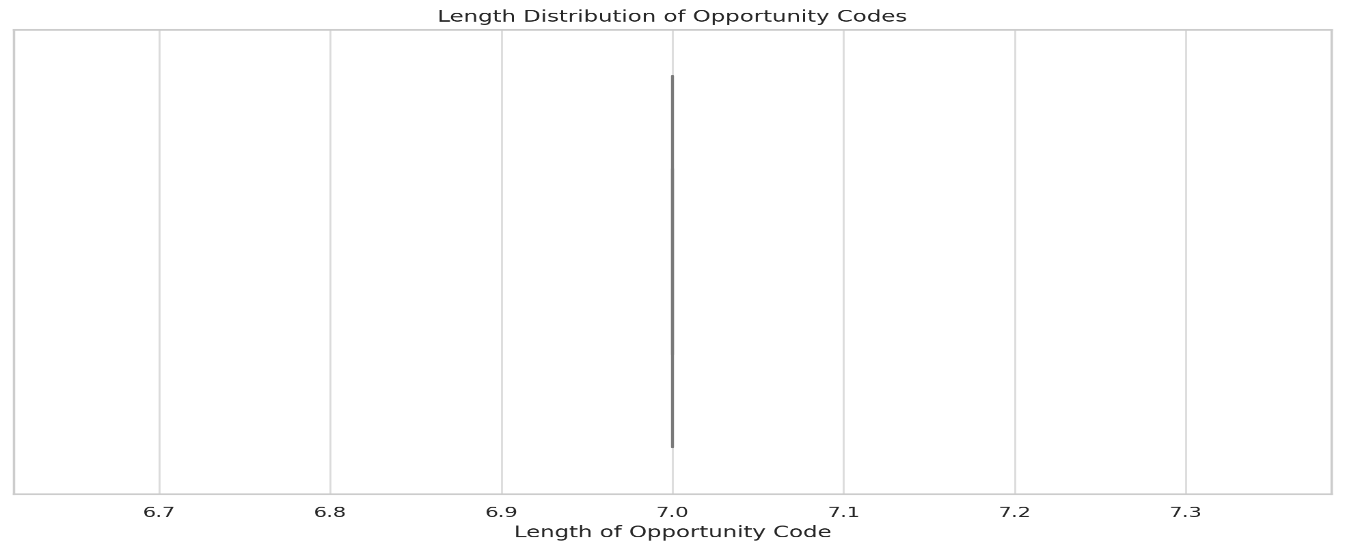 Length Distribution of Opportunity Codes
6.7 6.8 6.9 7.0 7.1 7.2 7.3
Length of Opportunity Code